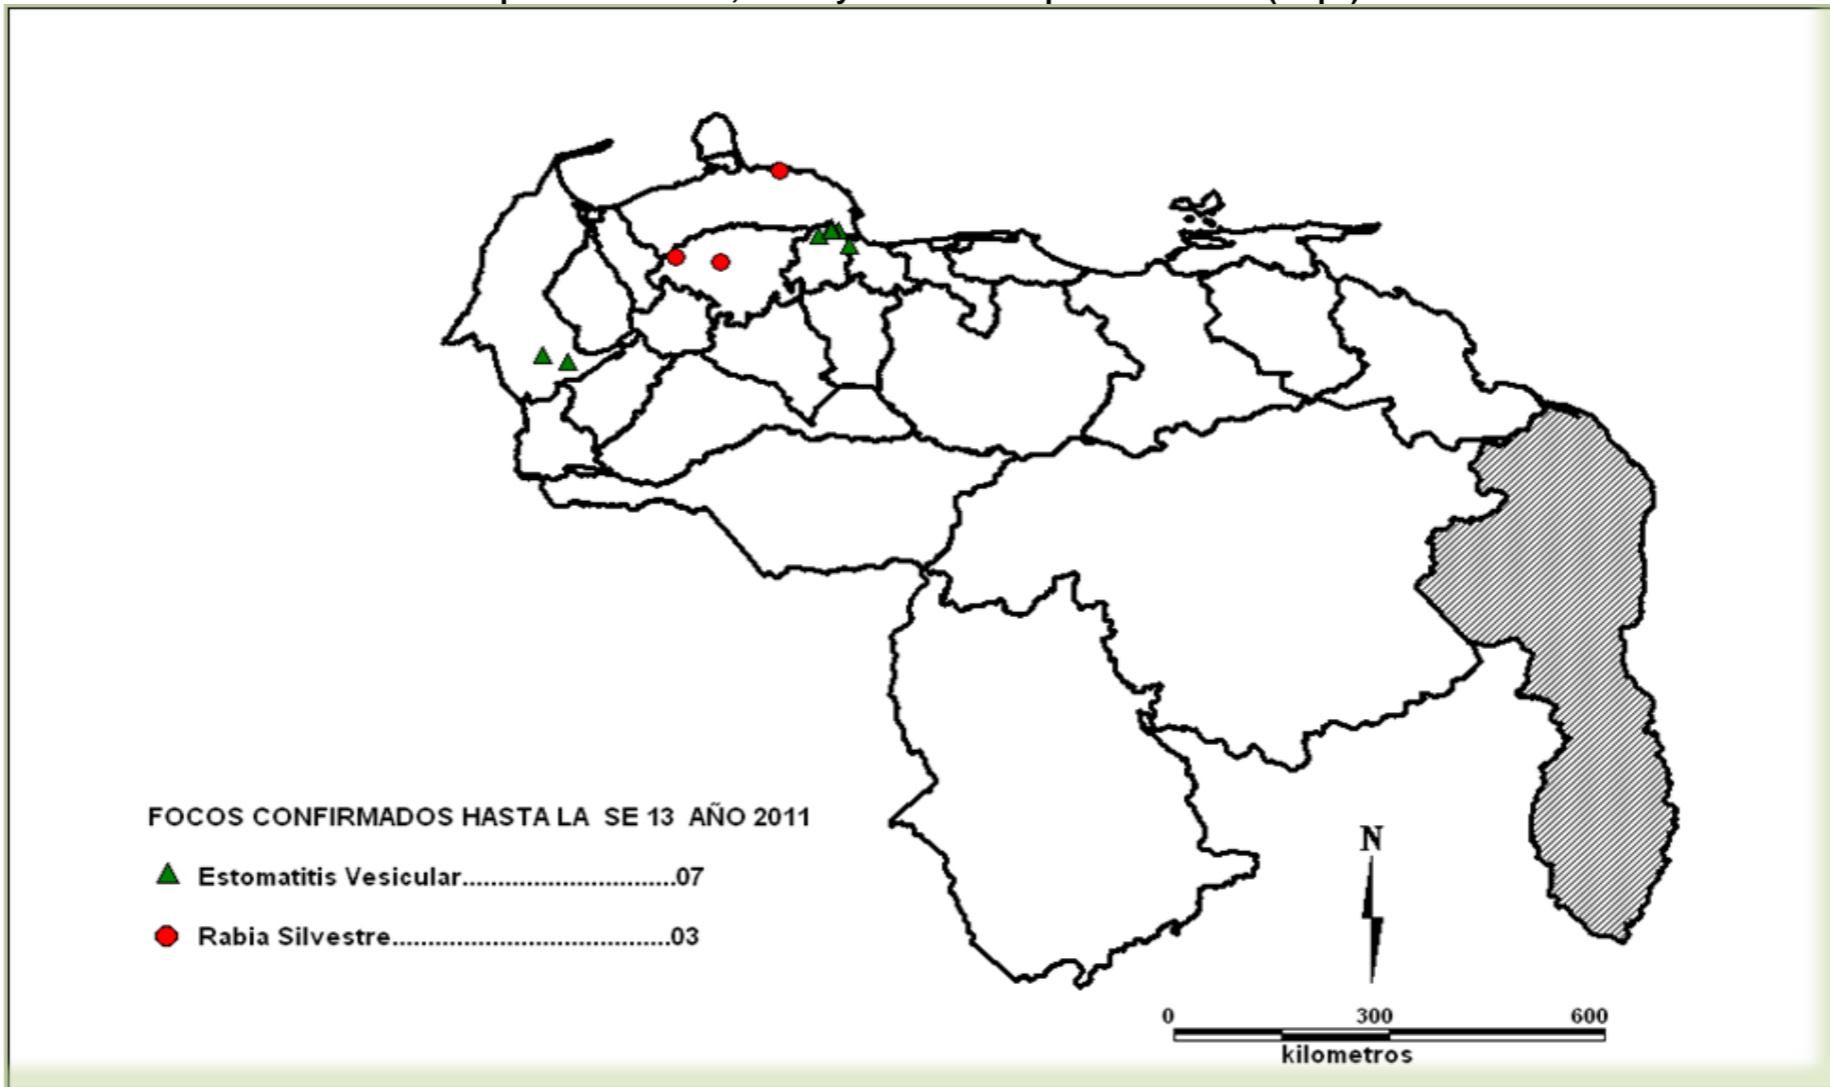 FOCOS CONFIRMADOS HASTA LA SE 13 AÑO 2011
Estomatitis Vesicular..............................07
Rabia Silvestre.......................................03
N
0 300 600
kilometros